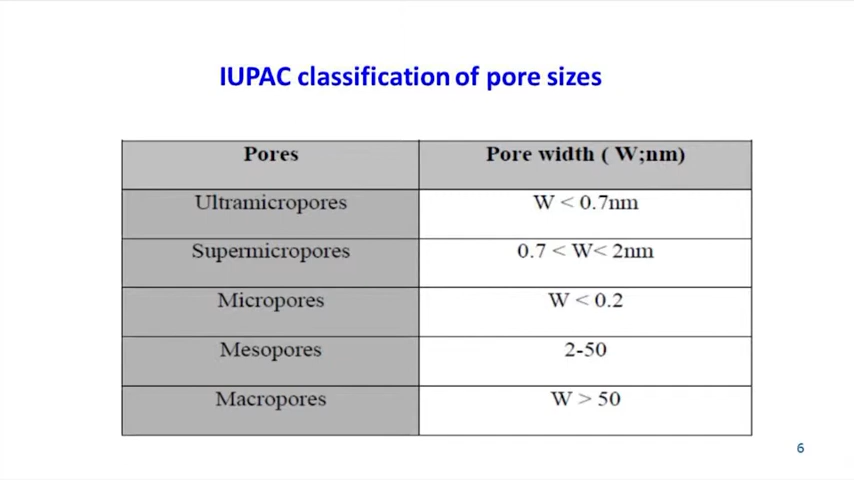 IUPAC classification of pore sizes
Pores Pore width ( W;nm)
Ultramicropores W < 0.7nm
Supermicropores 0.7 < W< 2nm
Micropores W < 0.2
Mesopores 2-50
Macropores W > 50
6